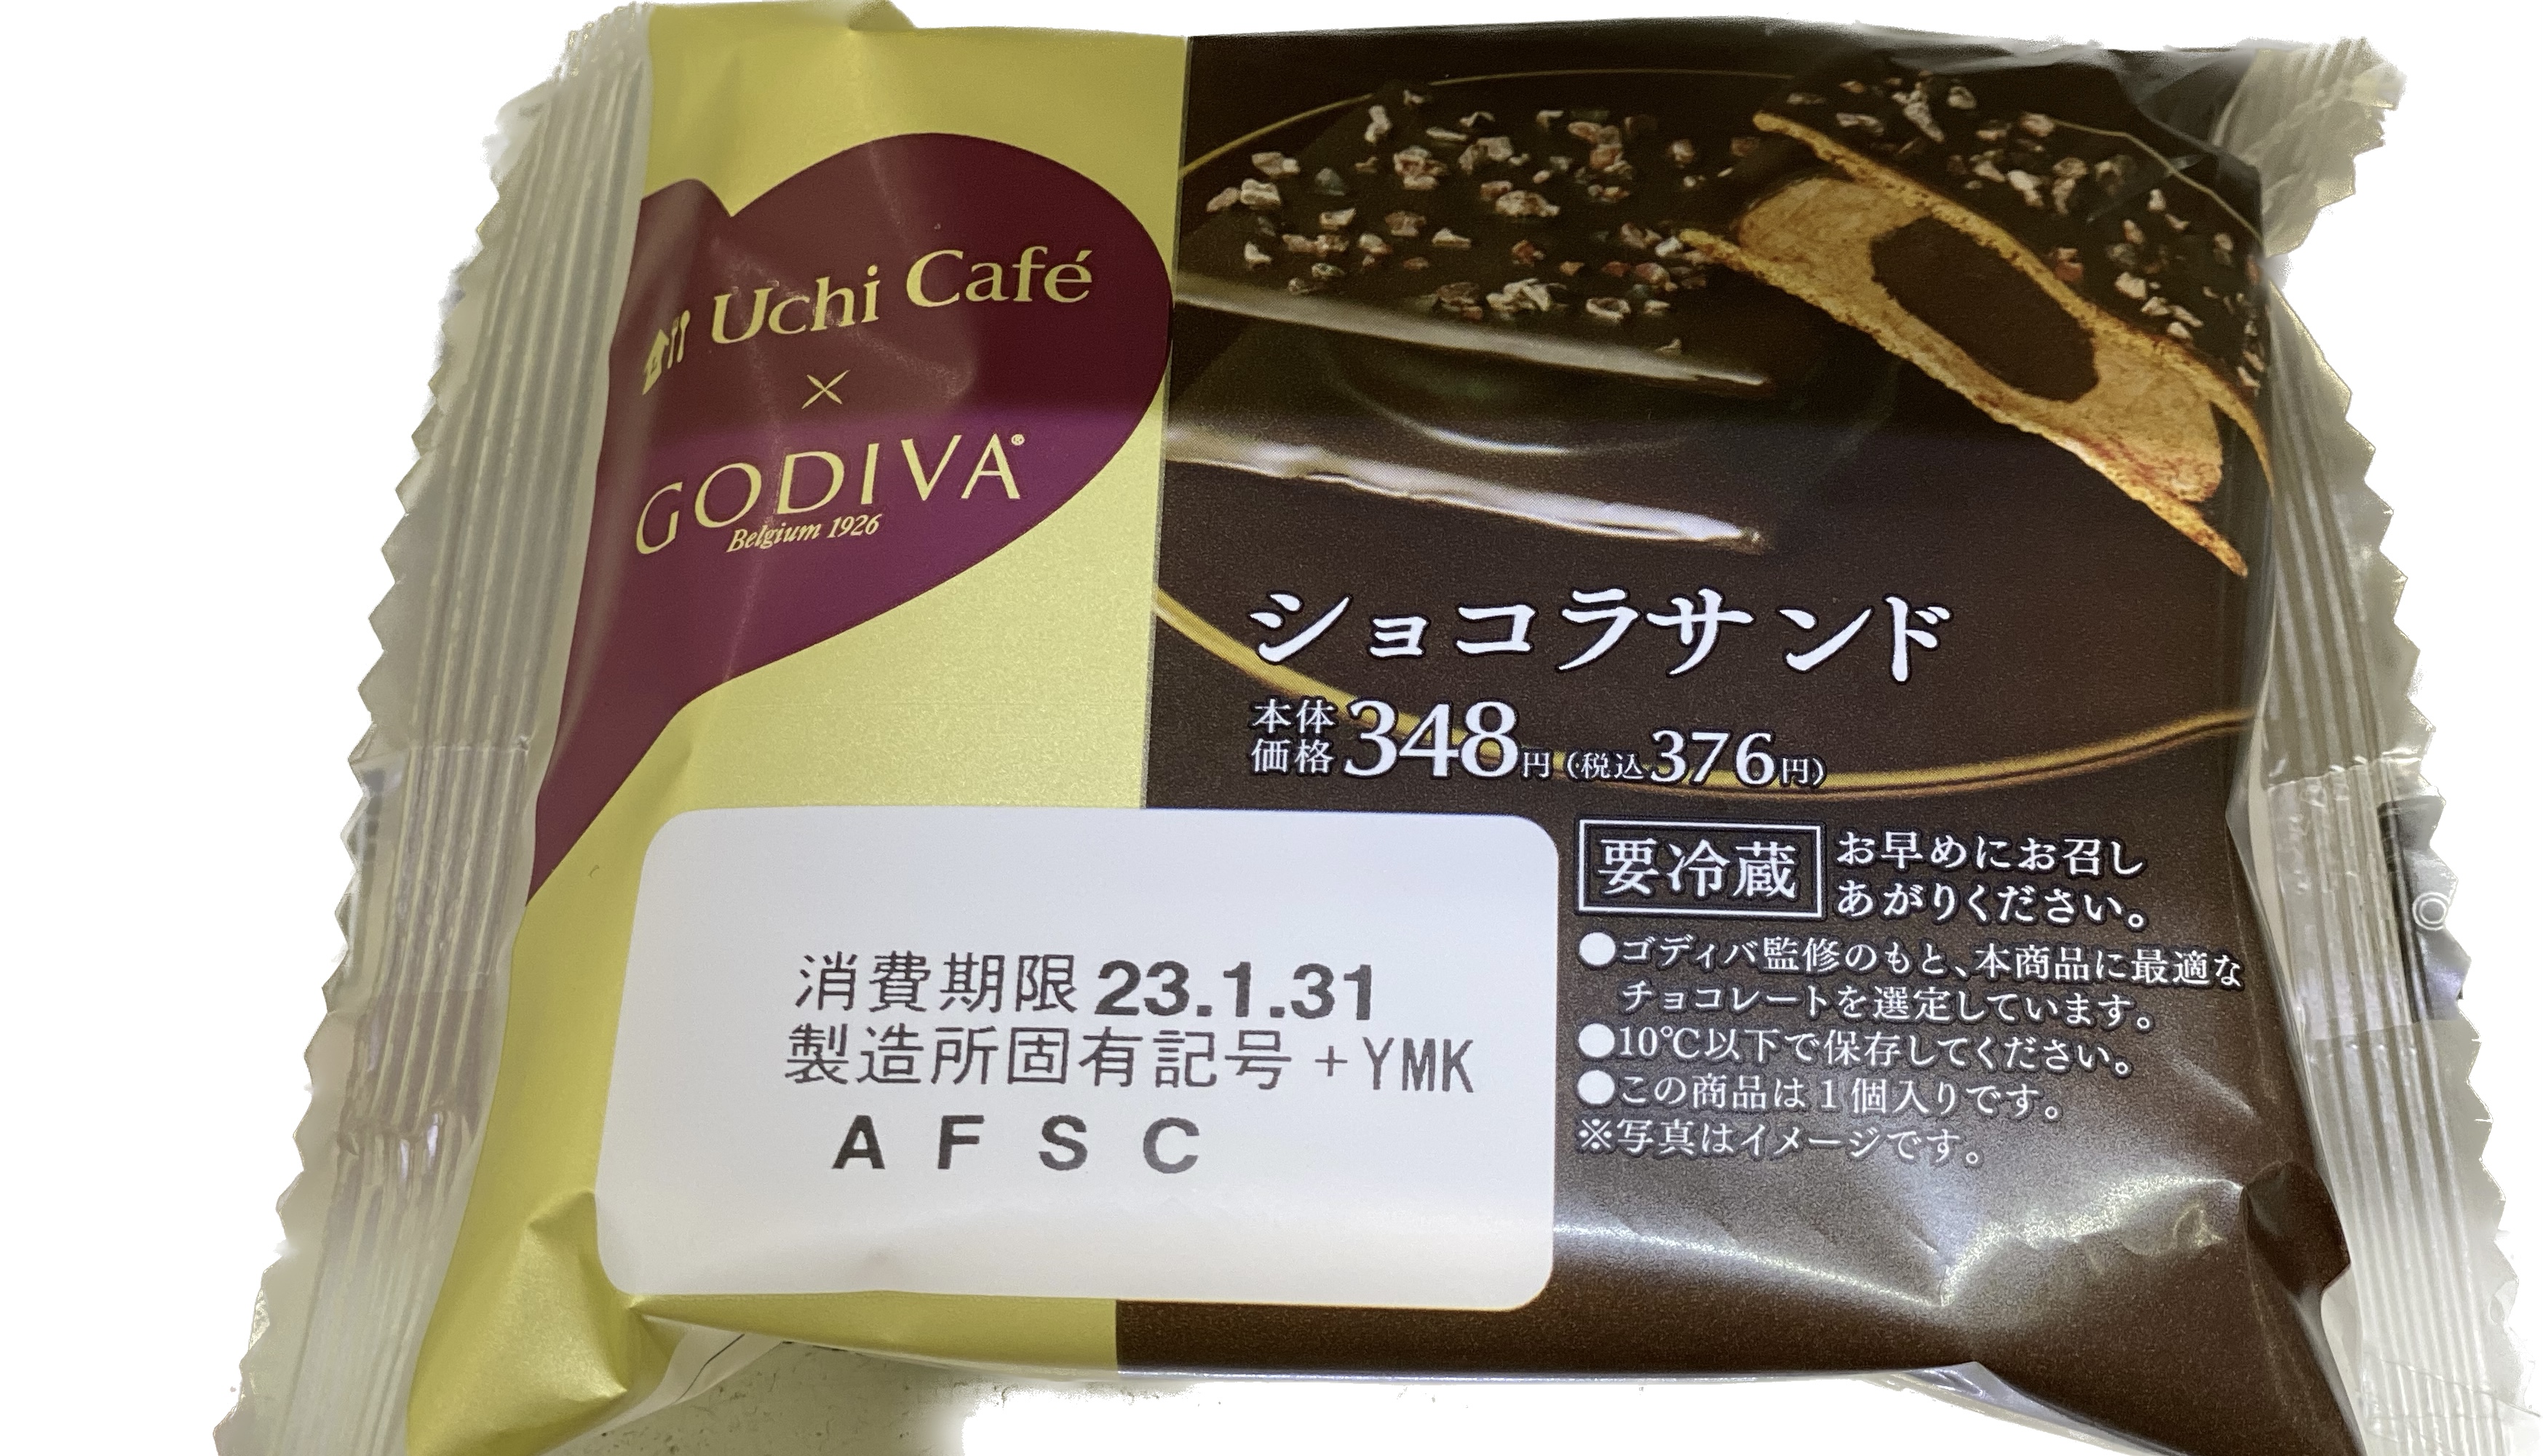 Uchi Café
×
GODIVA®
Belgium 1926
ショコラサンド
本体価格348円(税込376円)
要冷蔵 お早めにお召し
あがりください。
●ゴディバ監修のもと、本商品に最適な
チョコレートを選定しています。
●10℃以下で保存してください。
●この商品は1個入りです。
※写真はイメージです。
消費期限 23.1.31
製造所固有記号 +YMK
A F S C